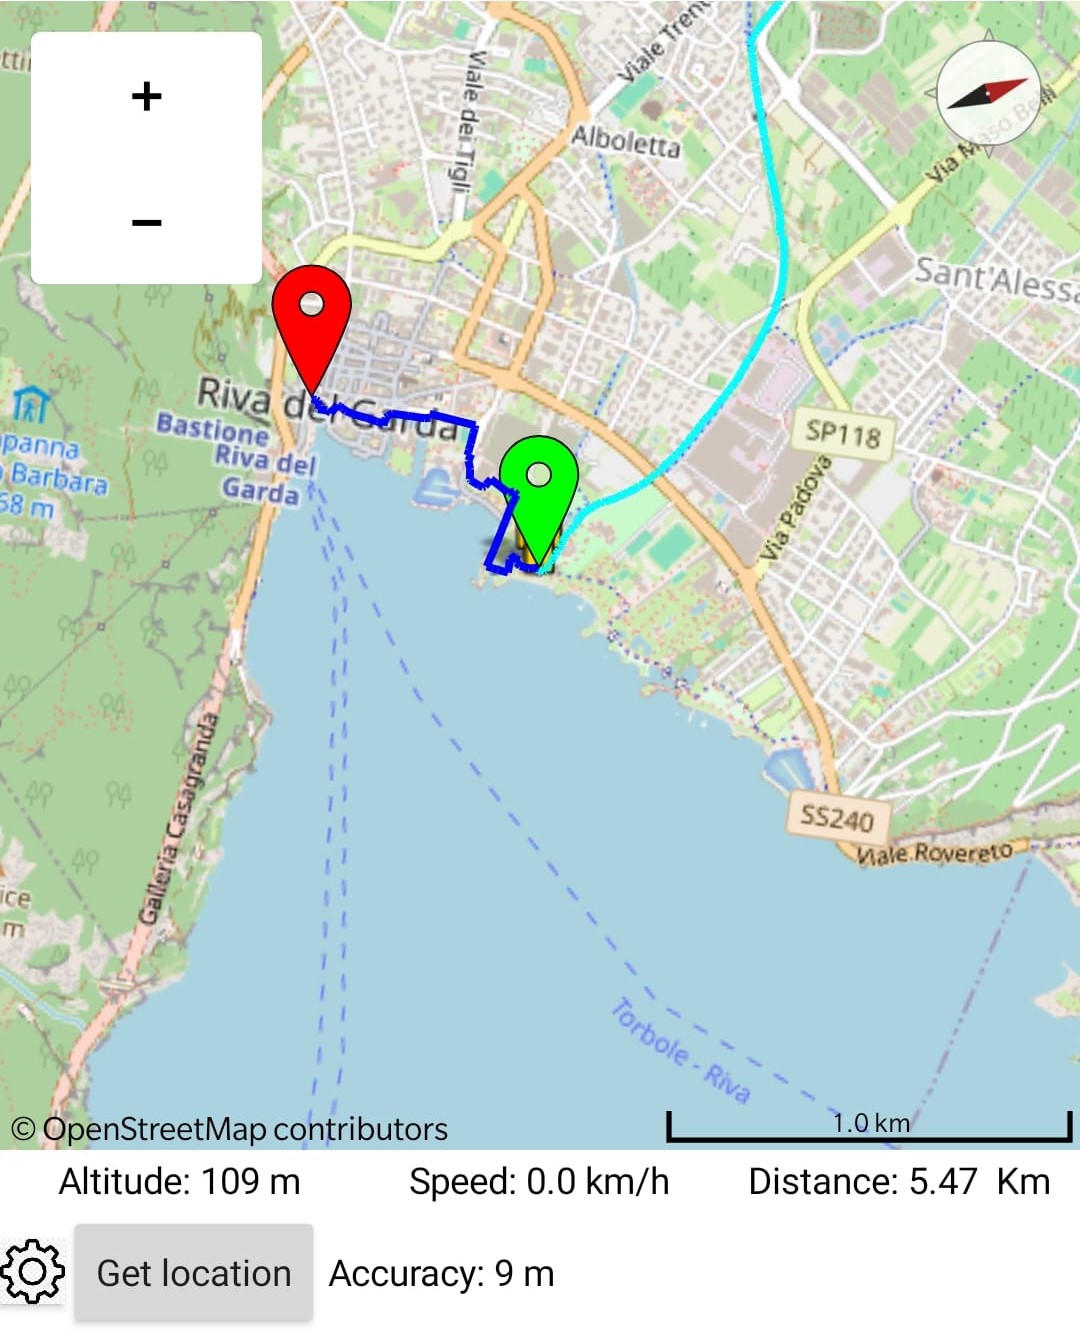 +
−
Viale Trent
Viale dei Tigli
Alboletta
Via Maso Belli
Sant'Alessa
Riva del Garda
Bastione
Riva del
Garda
SP118
apanna
Barbara
68 m
Via Padova
Galleria Casagranda
SS240
Viale Rovereto
ice
m
Torbole - Riva
© OpenStreetMap contributors
1.0 km
Altitude: 109 m
Speed: 0.0 km/h
Distance: 5.47 Km
Get location
Accuracy: 9 m